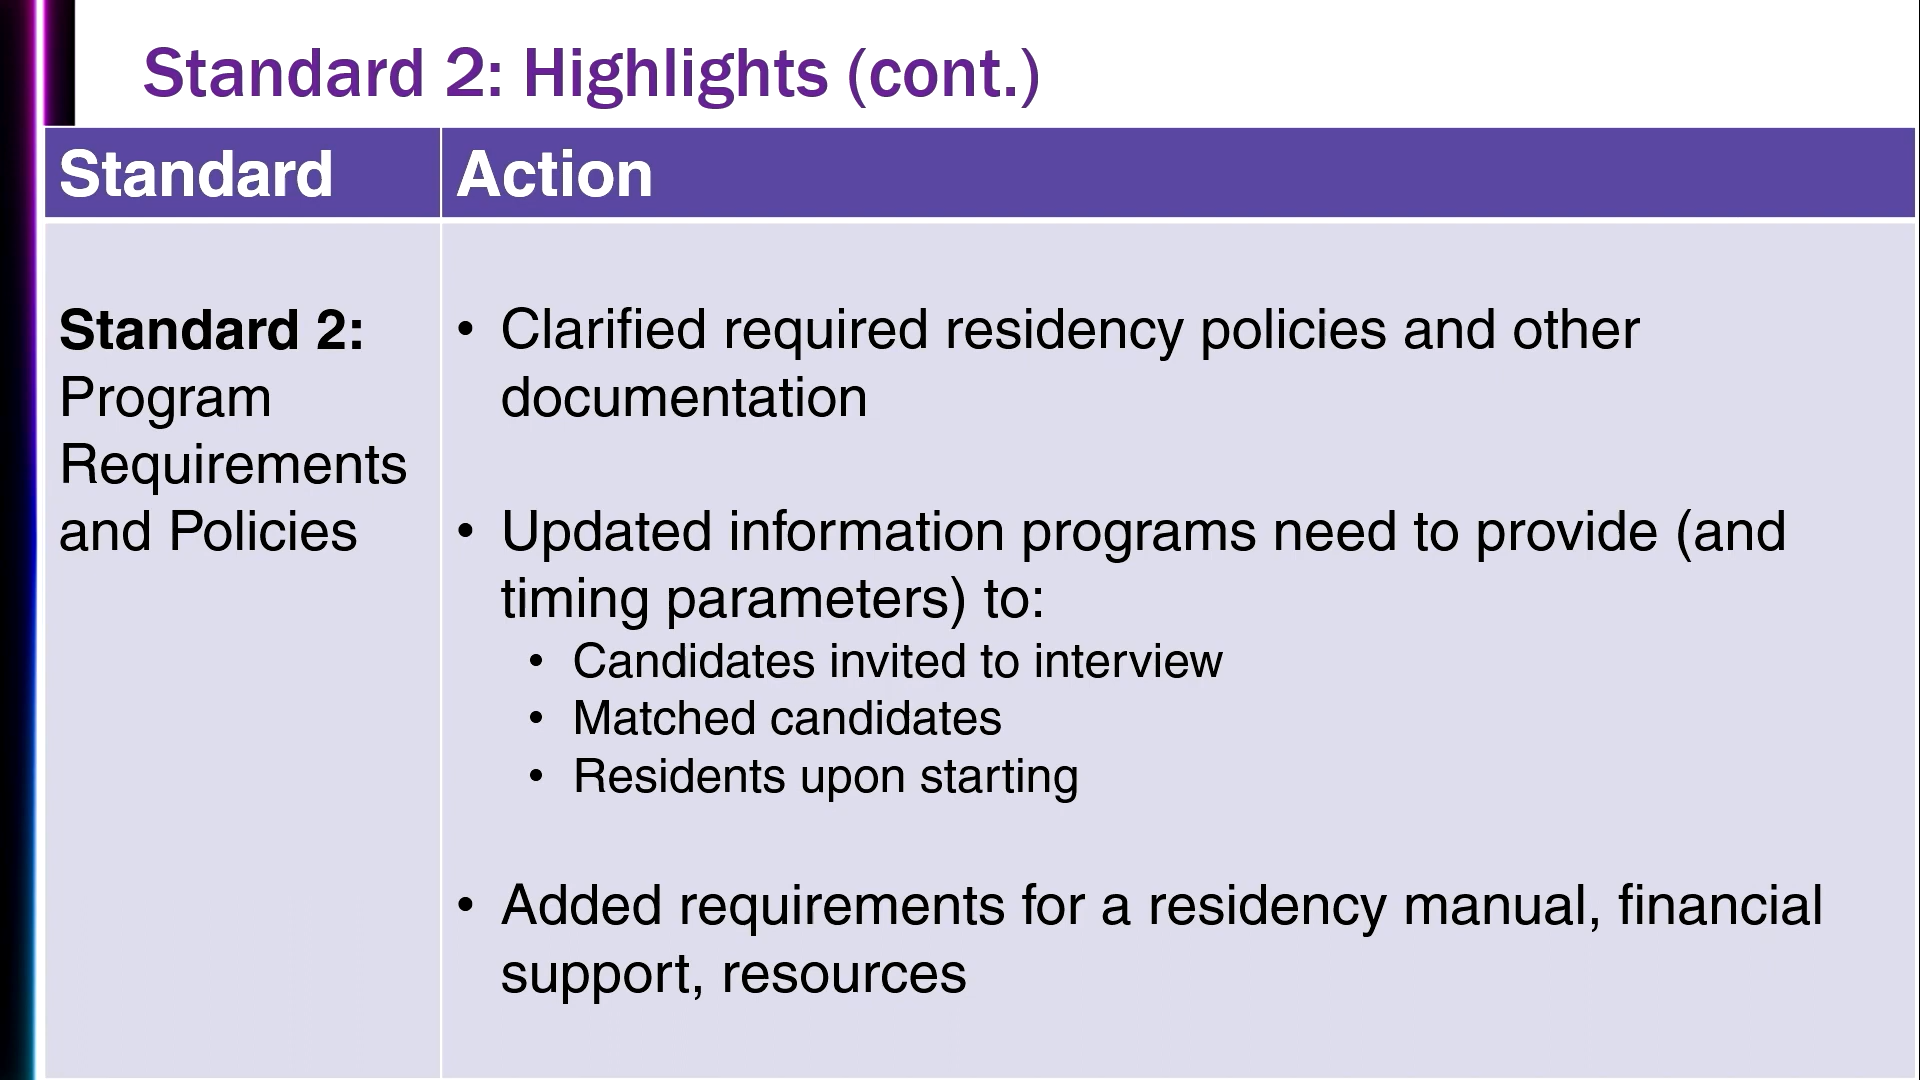 Standard 2: Highlights (cont.)
Standard
Action
Standard 2:
Program
Requirements
and Policies
• Clarified required residency policies and other
documentation
• Updated information programs need to provide (and
timing parameters) to:
• Candidates invited to interview
• Matched candidates
• Residents upon starting
• Added requirements for a residency manual, financial
support, resources